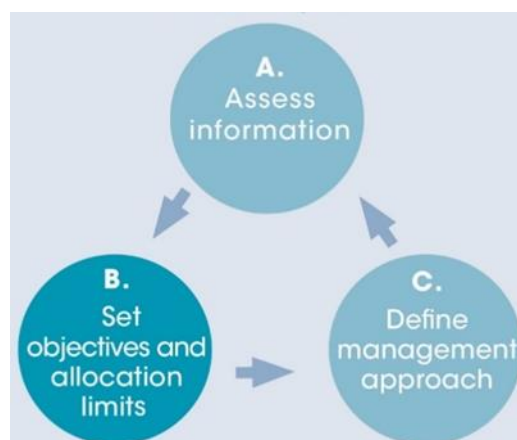 A.
Assess
information
B.
Set
objectives and
allocation
limits
C.
Define
management
approach